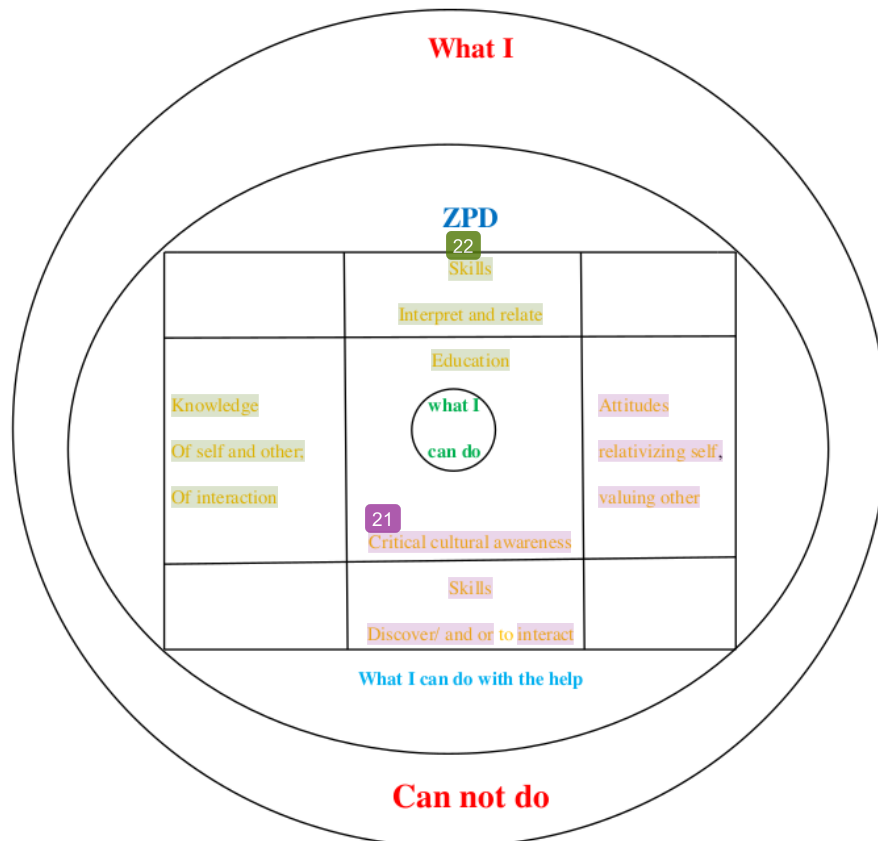 What I
ZPD
22
Skills
Interpret and relate
Education
Knowledge
Of self and other;
Of interaction
what I
can do
Attitudes
relativizing self,
valuing other
21
Critical cultural awareness
Skills
Discover/ and or to interact
What I can do with the help
Can not do